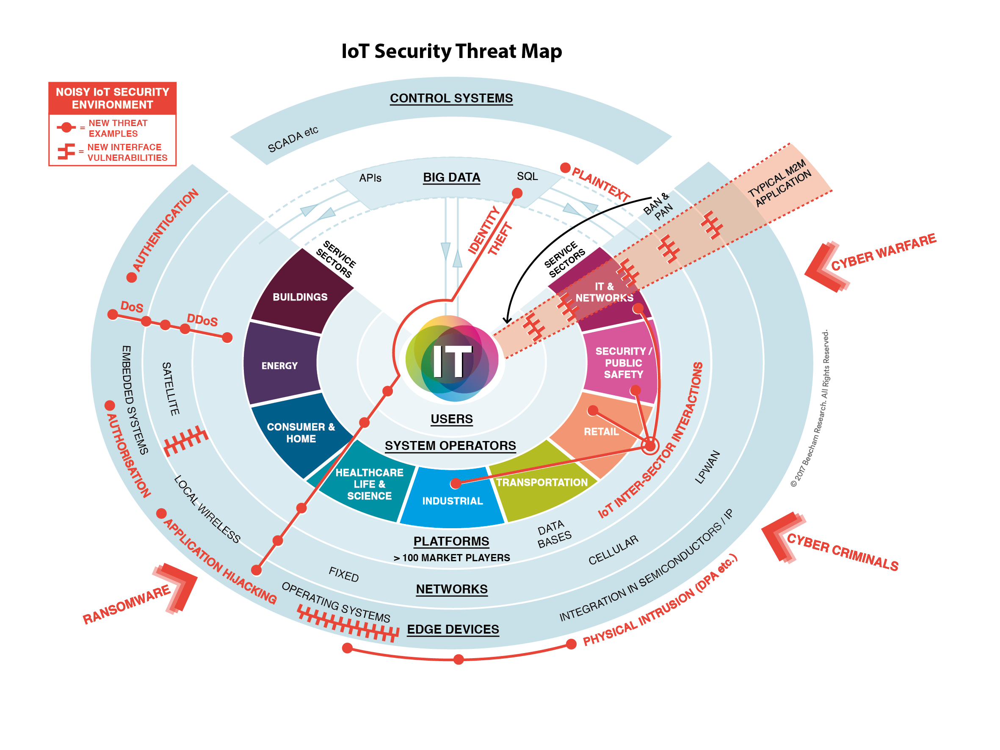 IoT Security Threat Map
NOISY IoT SECURITY
ENVIRONMENT
= NEW THREAT
EXAMPLES
= NEW INTERFACE
VULNERABILITIES
CONTROL SYSTEMS
SCADA etc
APIs
BIG DATA
SQL
PLAINTEXT
BAN &
PAN
TYPICAL M2M
APPLICATION
AUTHENTICATION
IDENTITY
THEFT
SERVICE
SECTORS
SERVICE
SECTORS
CYBER WARFARE
BUILDINGS
IT &
NETWORKS
DoS
DDoS
ENERGY
IT
SECURITY /
PUBLIC
SAFETY
EMBEDDED SYSTEMS
SATELLITE
CONSUMER &
HOME
USERS
RETAIL
SYSTEM OPERATORS
IoT INTER-SECTOR INTERACTIONS
© 2017 Beecham Research. All Rights Reserved.
AUTHORISATION
LOCAL WIRELESS
HEALTHCARE
LIFE &
SCIENCE
INDUSTRIAL
TRANSPORTATION
LPWAN
APPLICATION HIJACKING
PLATFORMS
> 100 MARKET PLAYERS
DATA
BASES
CELLULAR
INTEGRATION IN SEMICONDUCTORS / IP
CYBER CRIMINALS
RANSOMWARE
FIXED
NETWORKS
OPERATING SYSTEMS
EDGE DEVICES
PHYSICAL INTRUSION (DPA etc.)